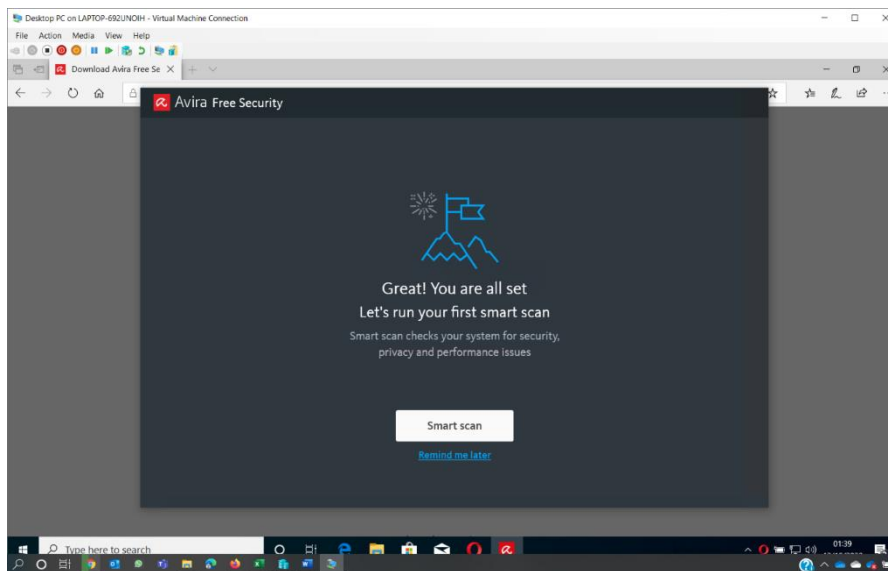 Desktop PC on LAPTOP-692UNOIH - Virtual Machine Connection
File Action Media View Help
Download Avira Free Se
Avira Free Security
Great! You are all set
Let's run your first smart scan
Smart scan checks your system for security,
privacy and performance issues
Smart scan
Remind me later
Type here to search
01:39